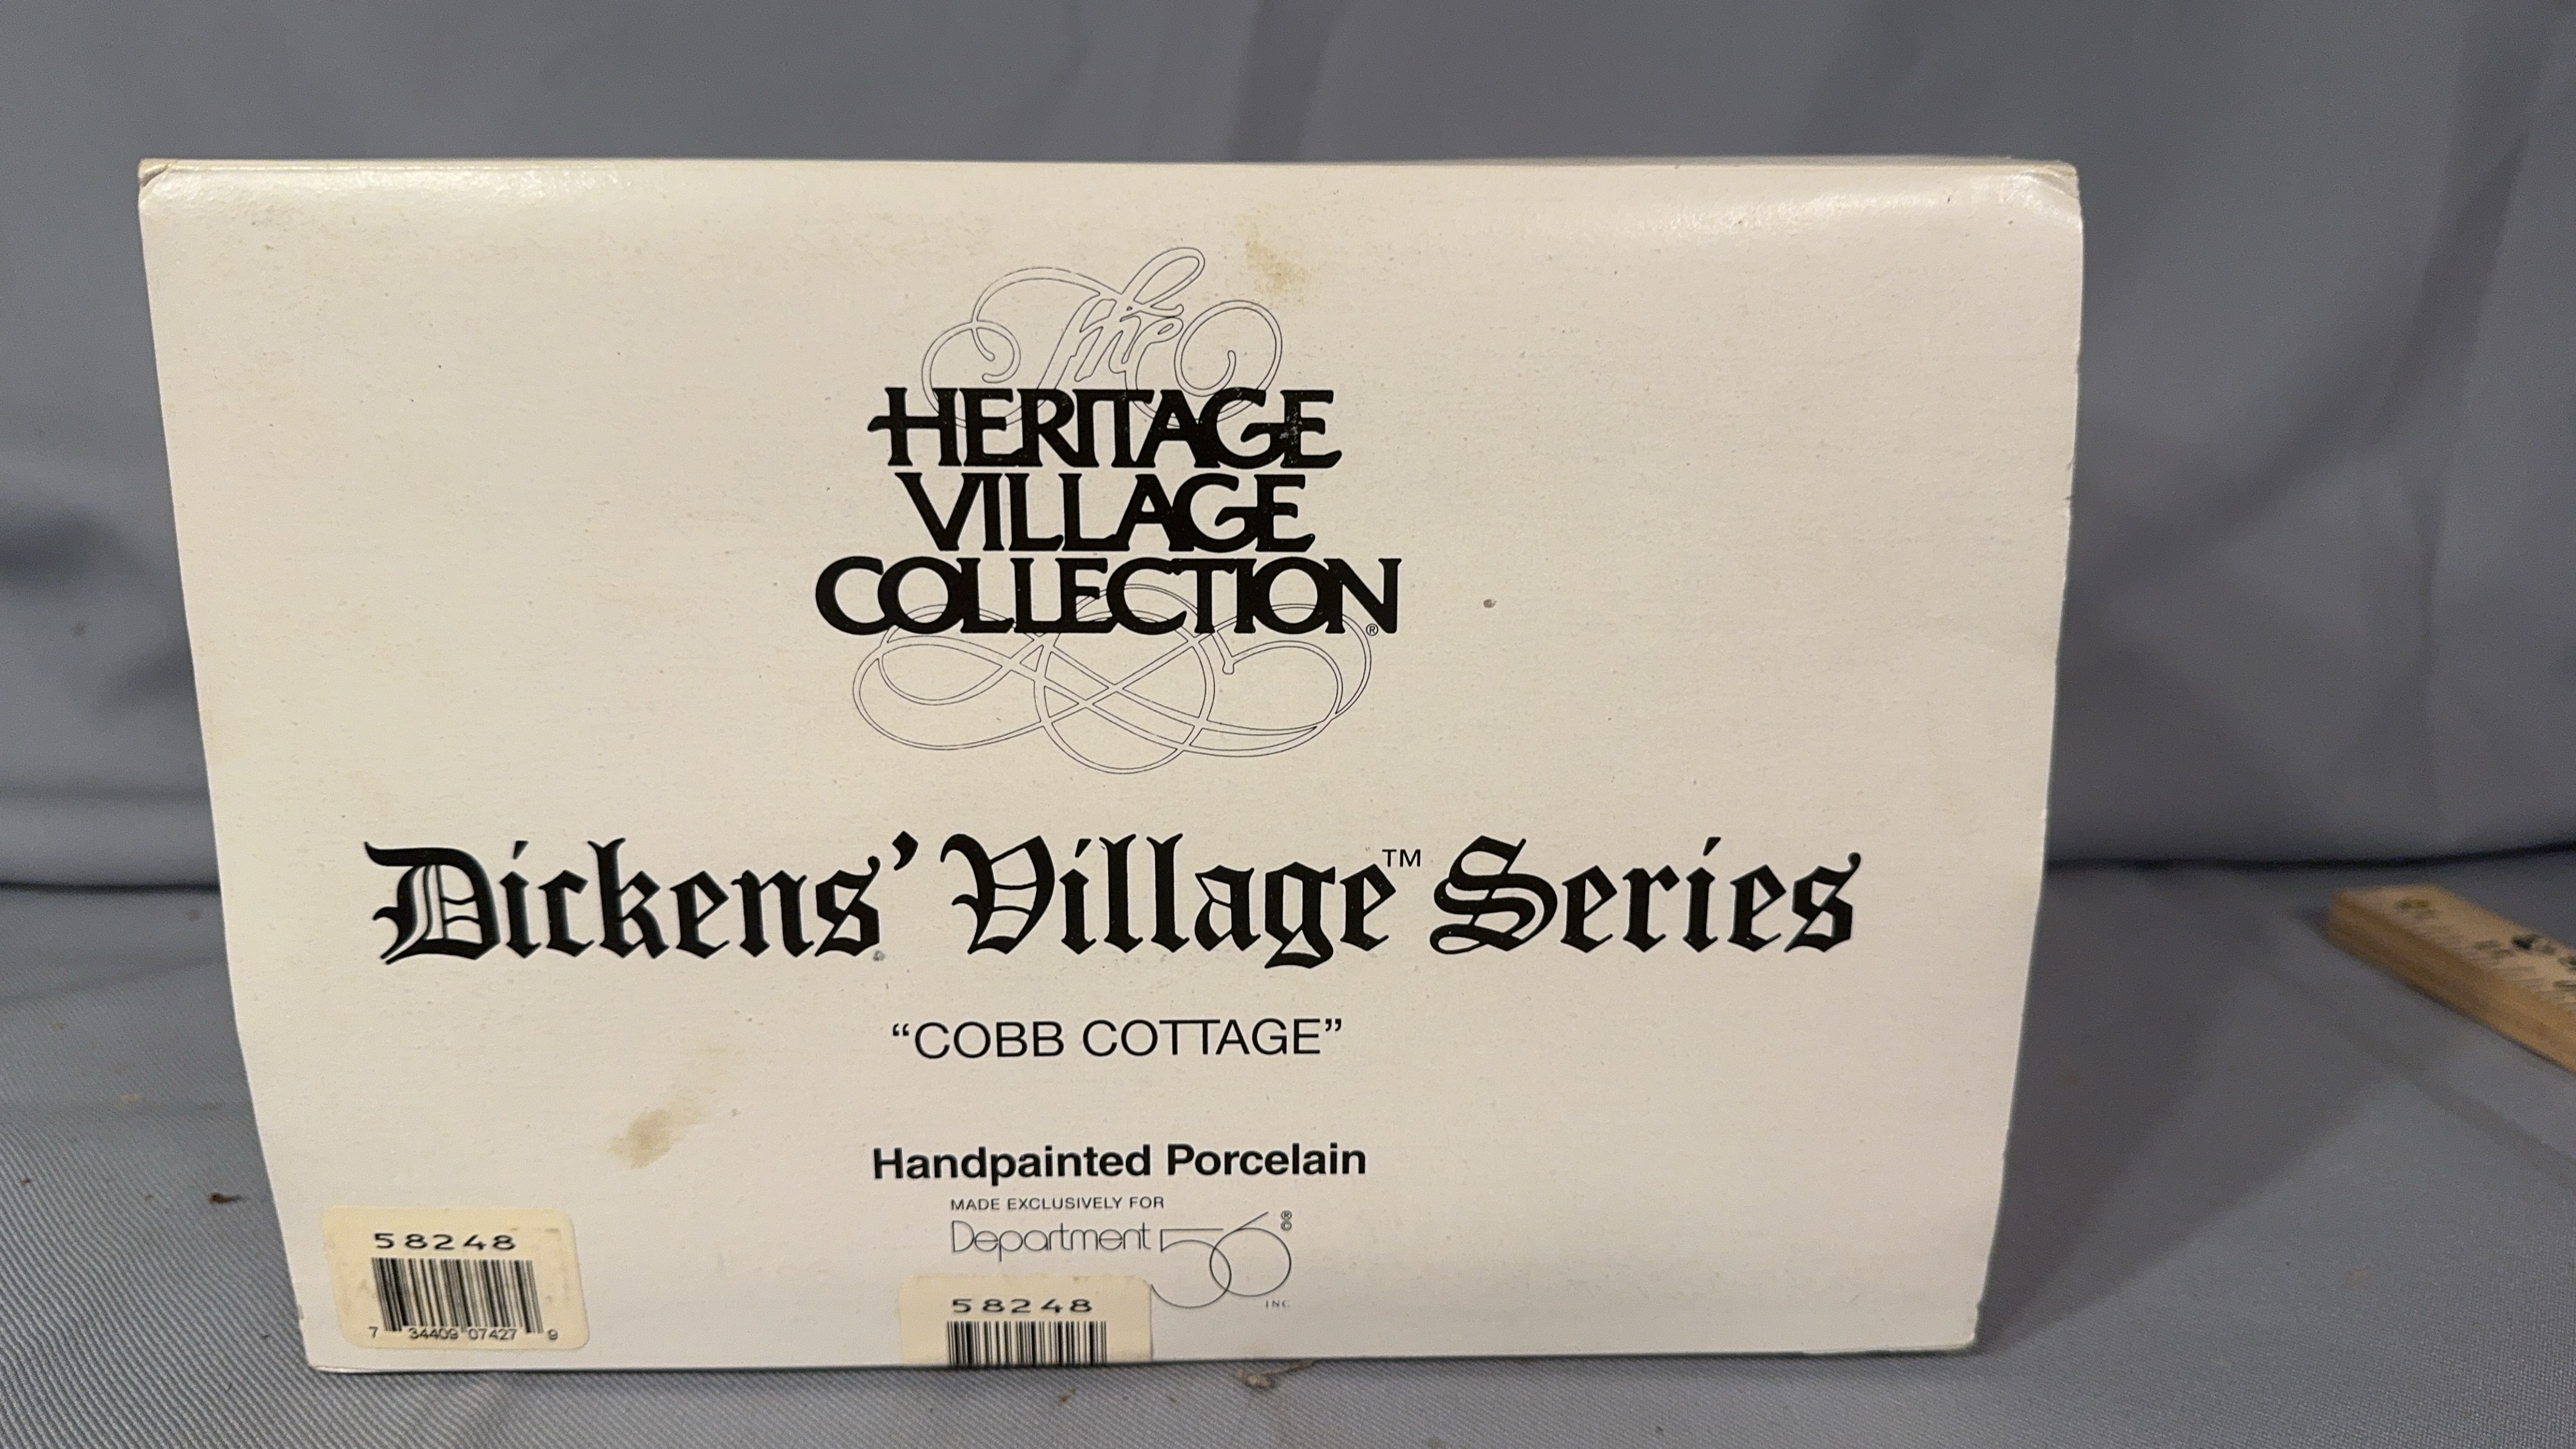 The
HERITAGE
VILLAGE
COLLECTION®
Dickens' Village™ Series
“COBB COTTAGE”
Handpainted Porcelain
MADE EXCLUSIVELY FOR
Department 56 ®©
INC.
58248
7 34409 07427 9
58248